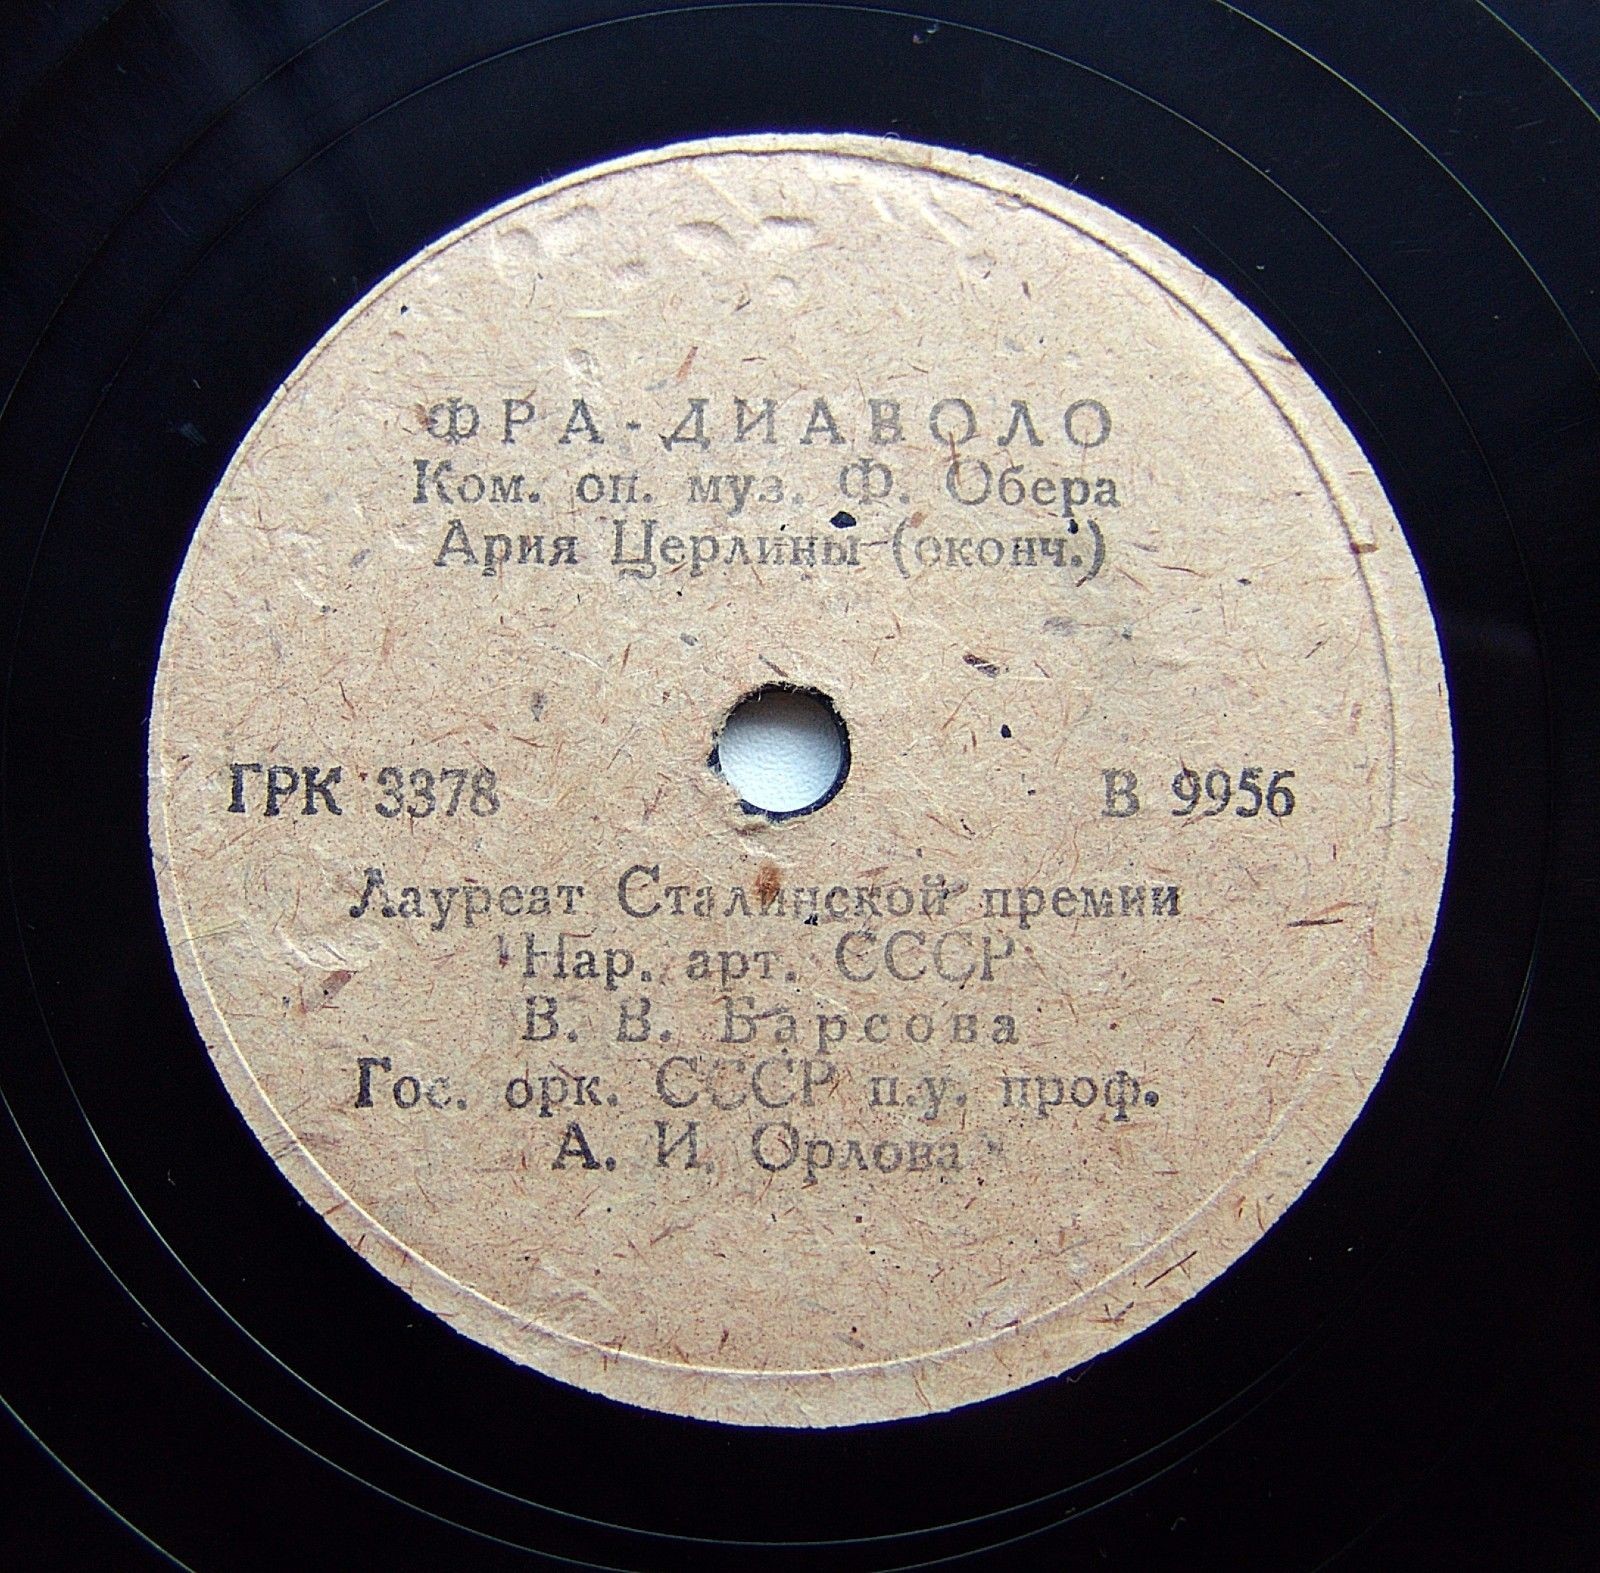 ФРА-ДИАВОЛО
Ком. оп. муз. Ф. Обера
Ария Церлины (оконч.)
ГРК 3378 В 9956
Лауреат Сталинской премии
Нар. арт. СССР
В. В. Барсова
Гос. орк. СССР п.у. проф.
А. И. Орлова